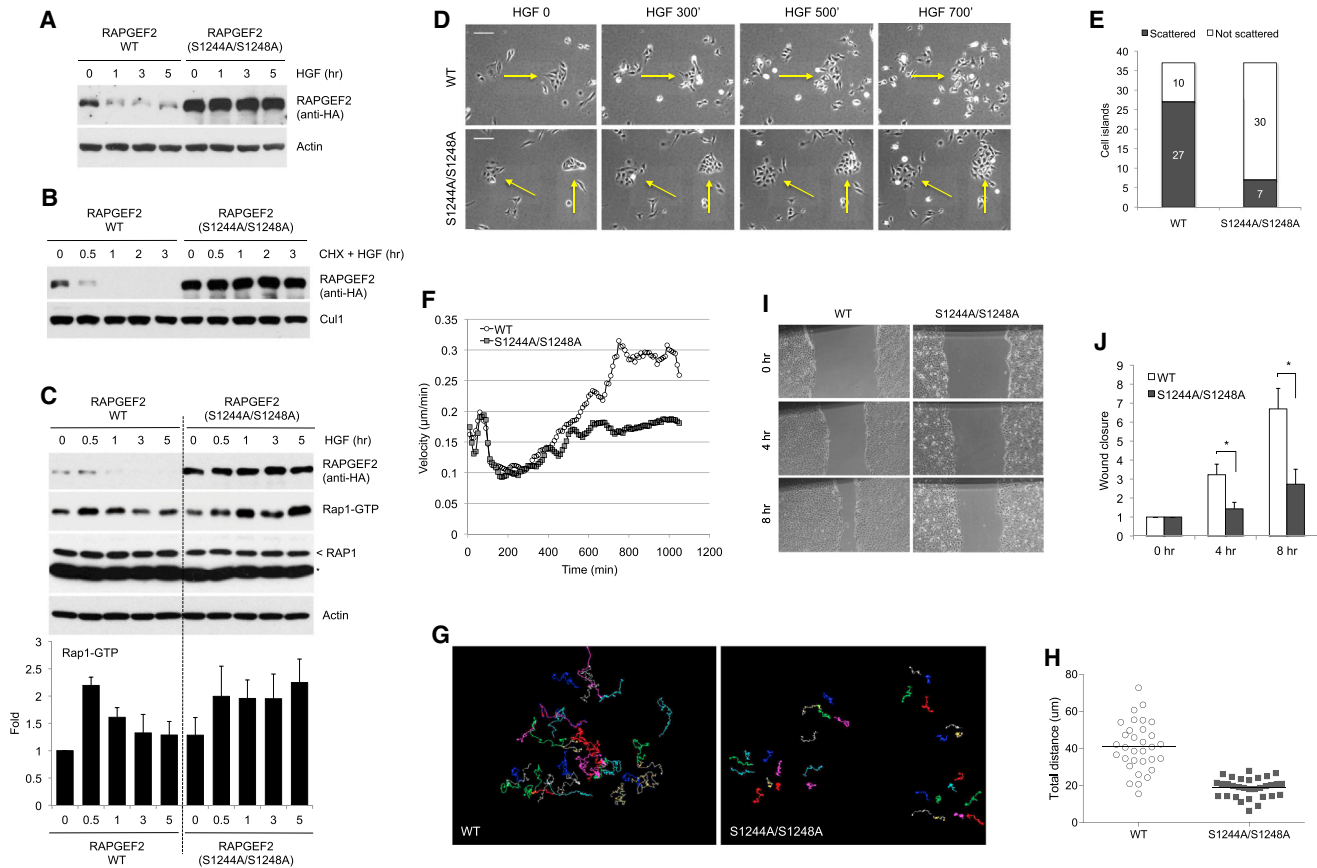 A
RAPGEF2
WT
RAPGEF2
(S1244A/S1248A)
0 1 3 5 0 1 3 5 HGF (hr)
RAPGEF2
(anti-HA)
Actin
B
RAPGEF2
WT
RAPGEF2
(S1244A/S1248A)
0 0.5 1 2 3 0 0.5 1 2 3 CHX + HGF (hr)
RAPGEF2
(anti-HA)
Cul1
C
RAPGEF2
WT
RAPGEF2
(S1244A/S1248A)
0 0.5 1 3 5 0 0.5 1 3 5 HGF (hr)
RAPGEF2
(anti-HA)
Rap1-GTP
< RAP1
*
Actin
Rap1-GTP
Fold
3
2.5
2
1.5
1
0.5
0
0 0.5 1 3 5 0 0.5 1 3 5
RAPGEF2
WT
RAPGEF2
(S1244A/S1248A)
D
HGF 0 HGF 300' HGF 500' HGF 700'
WT
S1244A/S1248A
E
Scattered Not scattered
Cell islands
40
35
30
25
20
15
10
5
0
10
27
30
7
WT S1244A/S1248A
F
Velocity (µm/min)
0.35
0.3
0.25
0.2
0.15
0.1
0.05
0
WT
S1244A/S1248A
0 200 400 600 800 1000 1200
Time (min)
G
WT
S1244A/S1248A
H
Total distance (um)
80
60
40
20
0
WT S1244A/S1248A
I
WT S1244A/S1248A
0 hr
4 hr
8 hr
J
Wound closure
9
8
7
6
5
4
3
2
1
0
WT
S1244A/S1248A
*
*
0 hr 4 hr 8 hr